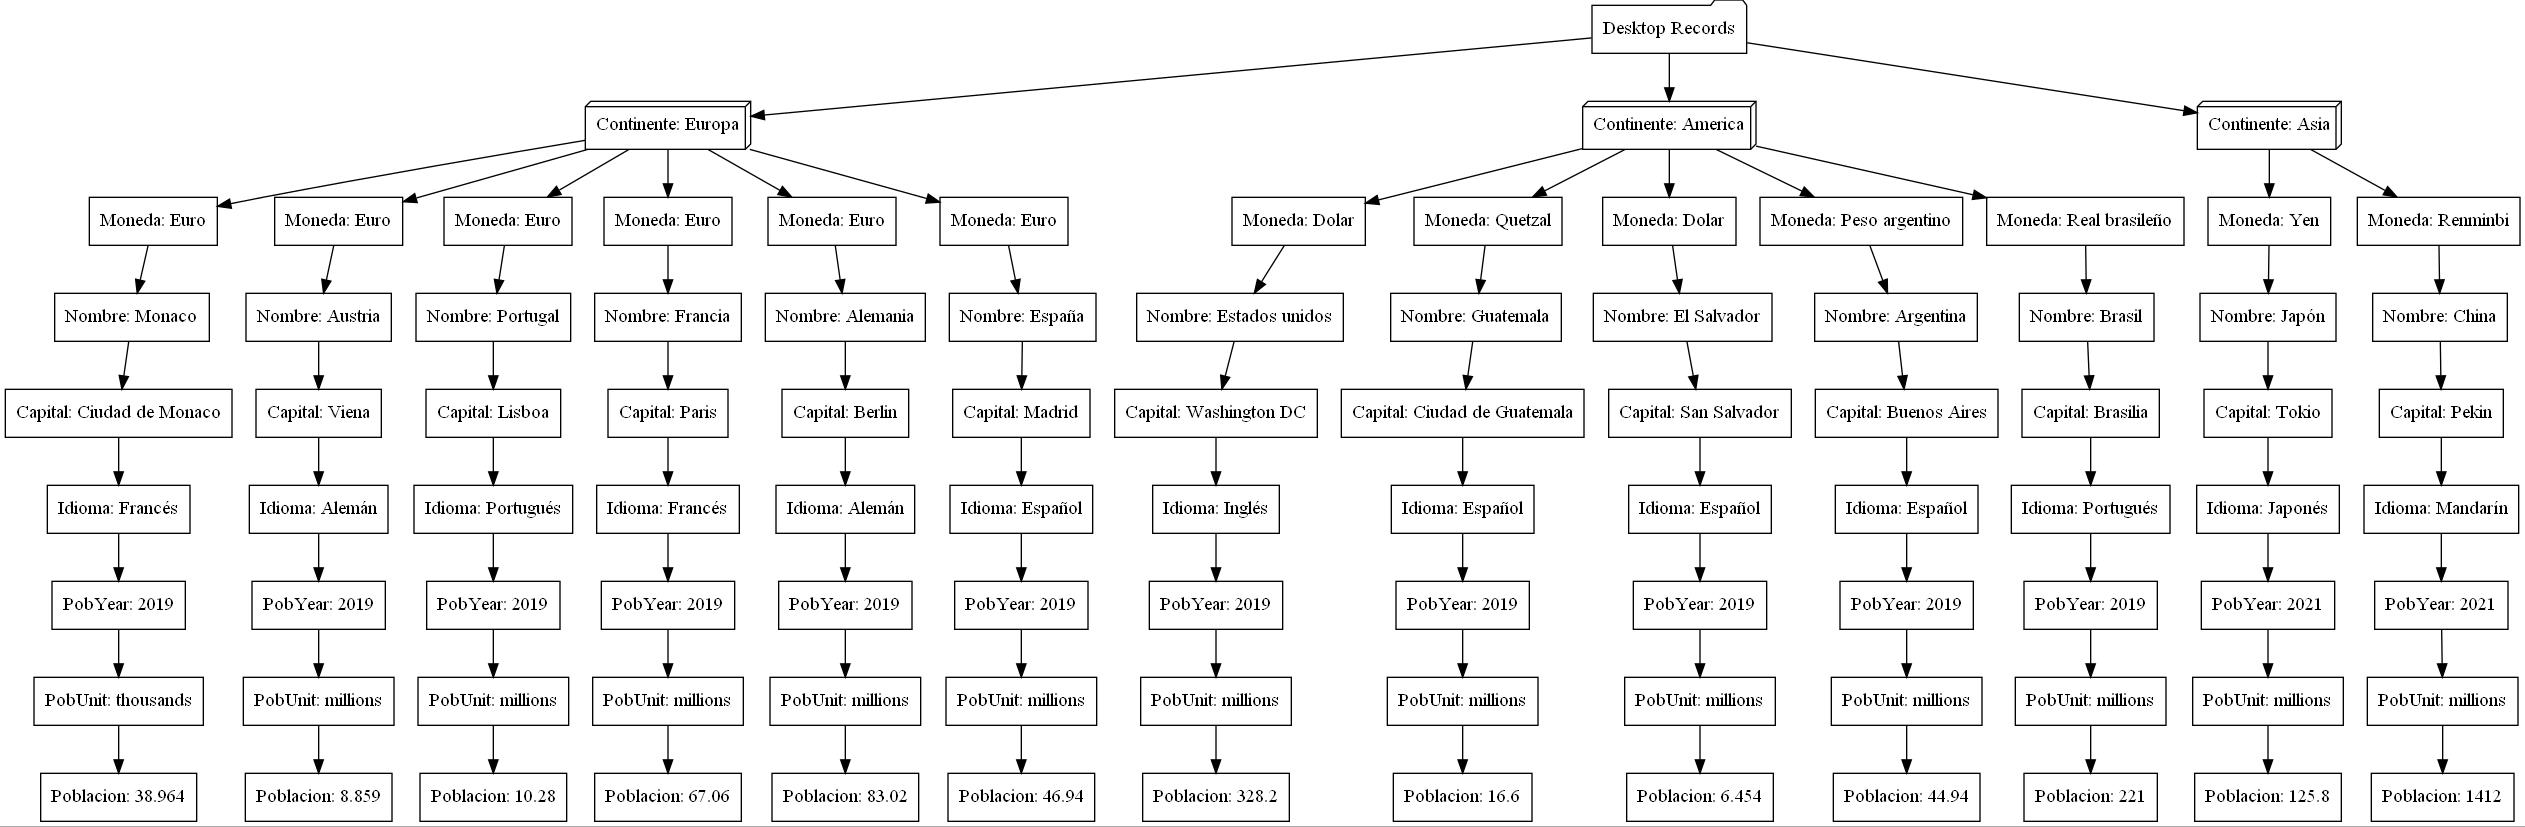 Desktop Records
Continente: Europa
Continente: America
Continente: Asia
Moneda: Euro
Moneda: Euro
Moneda: Euro
Moneda: Euro
Moneda: Euro
Moneda: Euro
Moneda: Dolar
Moneda: Quetzal
Moneda: Dolar
Moneda: Peso argentino
Moneda: Real brasileño
Moneda: Yen
Moneda: Renminbi
Nombre: Monaco
Nombre: Austria
Nombre: Portugal
Nombre: Francia
Nombre: Alemania
Nombre: España
Nombre: Estados unidos
Nombre: Guatemala
Nombre: El Salvador
Nombre: Argentina
Nombre: Brasil
Nombre: Japón
Nombre: China
Capital: Ciudad de Monaco
Capital: Viena
Capital: Lisboa
Capital: Paris
Capital: Berlin
Capital: Madrid
Capital: Washington DC
Capital: Ciudad de Guatemala
Capital: San Salvador
Capital: Buenos Aires
Capital: Brasilia
Capital: Tokio
Capital: Pekin
Idioma: Francés
Idioma: Alemán
Idioma: Portugués
Idioma: Francés
Idioma: Alemán
Idioma: Español
Idioma: Inglés
Idioma: Español
Idioma: Español
Idioma: Español
Idioma: Portugués
Idioma: Japonés
Idioma: Mandarín
PobYear: 2019
PobYear: 2019
PobYear: 2019
PobYear: 2019
PobYear: 2019
PobYear: 2019
PobYear: 2019
PobYear: 2019
PobYear: 2019
PobYear: 2019
PobYear: 2019
PobYear: 2021
PobYear: 2021
PobUnit: thousands
PobUnit: millions
PobUnit: millions
PobUnit: millions
PobUnit: millions
PobUnit: millions
PobUnit: millions
PobUnit: millions
PobUnit: millions
PobUnit: millions
PobUnit: millions
PobUnit: millions
PobUnit: millions
Poblacion: 38.964
Poblacion: 8.859
Poblacion: 10.28
Poblacion: 67.06
Poblacion: 83.02
Poblacion: 46.94
Poblacion: 328.2
Poblacion: 16.6
Poblacion: 6.454
Poblacion: 44.94
Poblacion: 221
Poblacion: 125.8
Poblacion: 1412